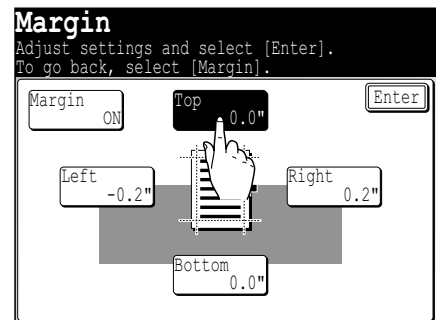 Margin
Adjust settings and select [Enter].
To go back, select [Margin].
Margin
ON
Top
0.0"
Enter
Left
-0.2"
Right
0.2"
Bottom
0.0"